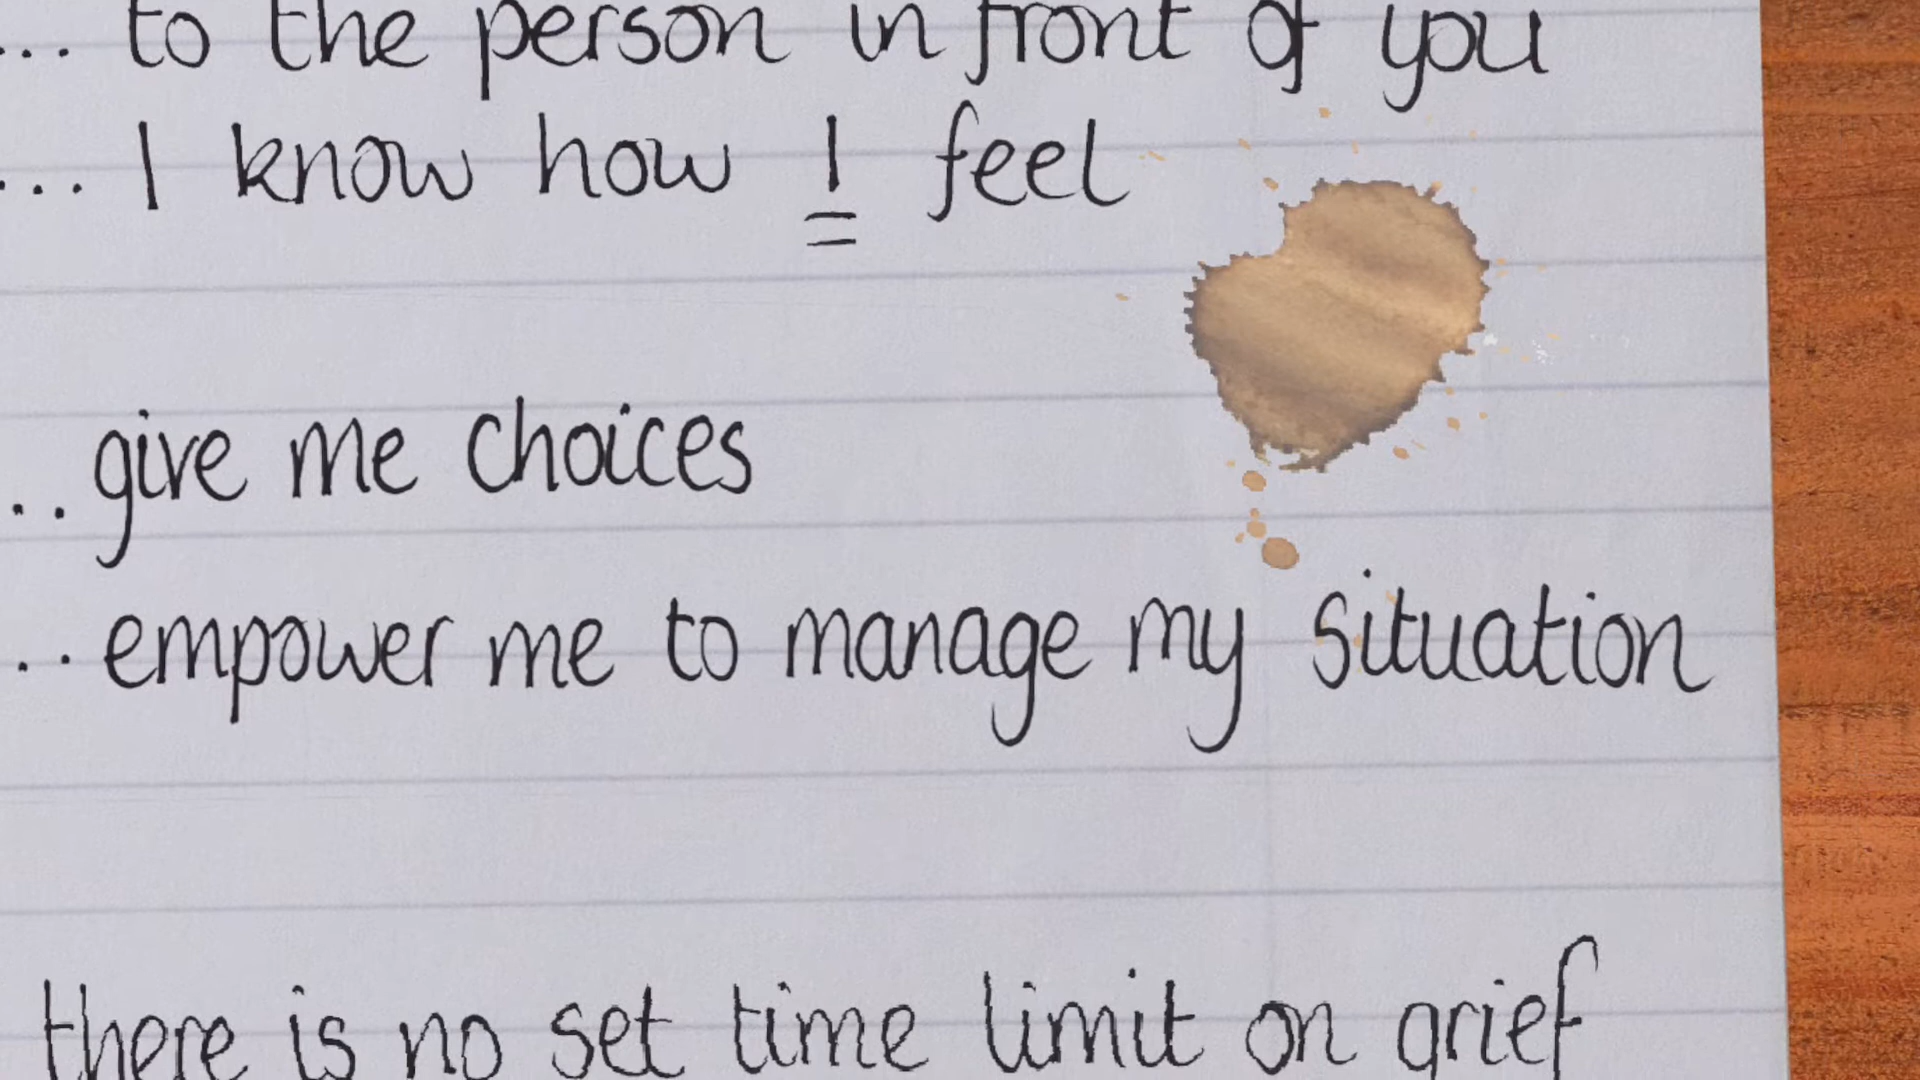 ... to the person in front of you
... I know how I feel
.. give me choices
.. empower me to manage my situation
there is no set time limit on grief